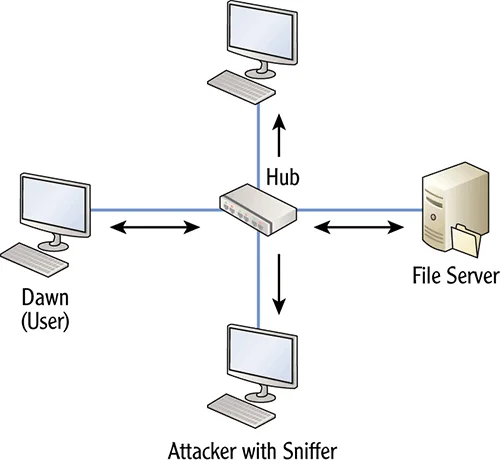 Hub
File Server
Dawn
(User)
Attacker with Sniffer